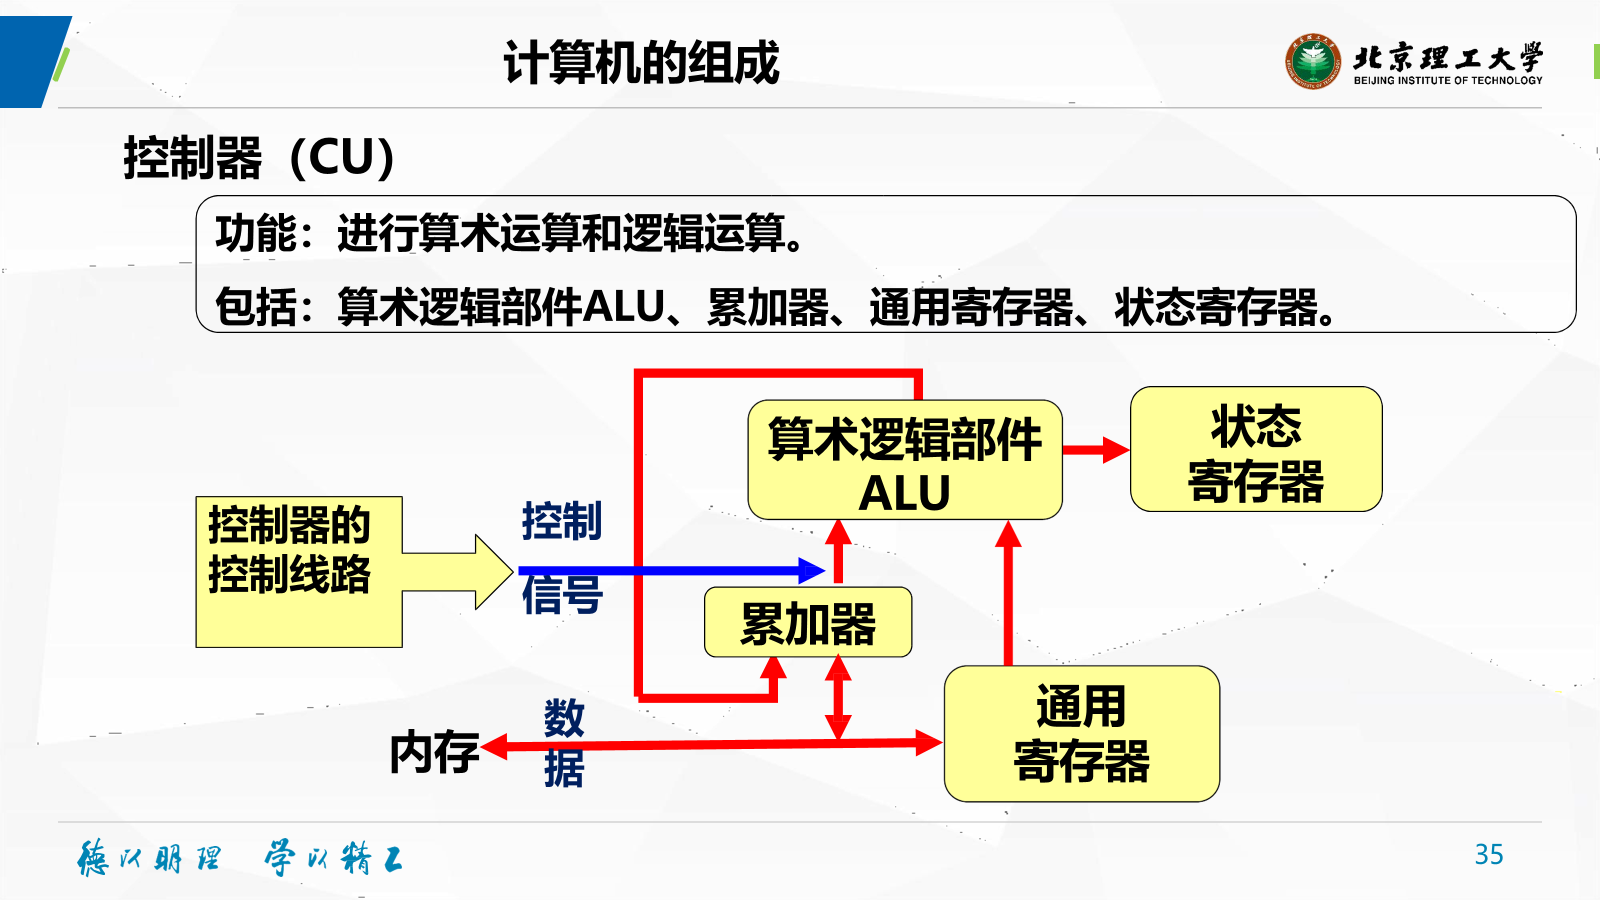 计算机的组成
北京理工大学
BEIJING INSTITUTE OF TECHNOLOGY
控制器（CU）
功能：进行算术运算和逻辑运算。
包括：算术逻辑部件ALU、累加器、通用寄存器、状态寄存器。
算术逻辑部件
ALU
状态
寄存器
控制器的
控制线路
控制
信号
累加器
通用
寄存器
数
据
内存
德以明理 学以精工
35